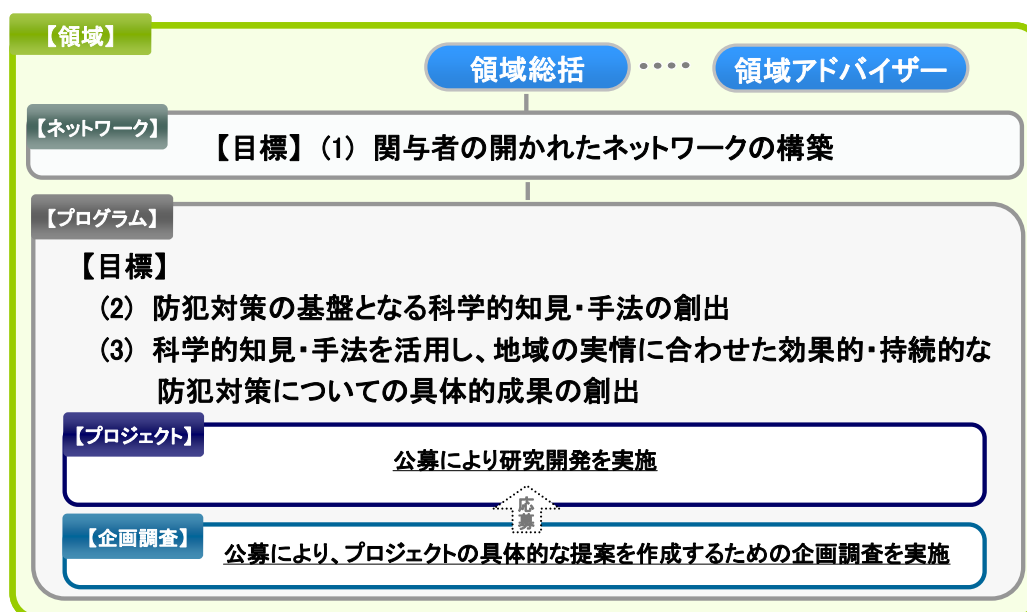 【領域】
領域総括 ‥‥ 領域アドバイザー
【ネットワーク】
【目標】 (1) 関与者の開かれたネットワークの構築
【プログラム】
【目標】
(2) 防犯対策の基盤となる科学的知見・手法の創出
(3) 科学的知見・手法を活用し、地域の実情に合わせた効果的・持続的な
防犯対策についての具体的成果の創出
【プロジェクト】
公募により研究開発を実施
応募
【企画調査】
公募により、プロジェクトの具体的な提案を作成するための企画調査を実施